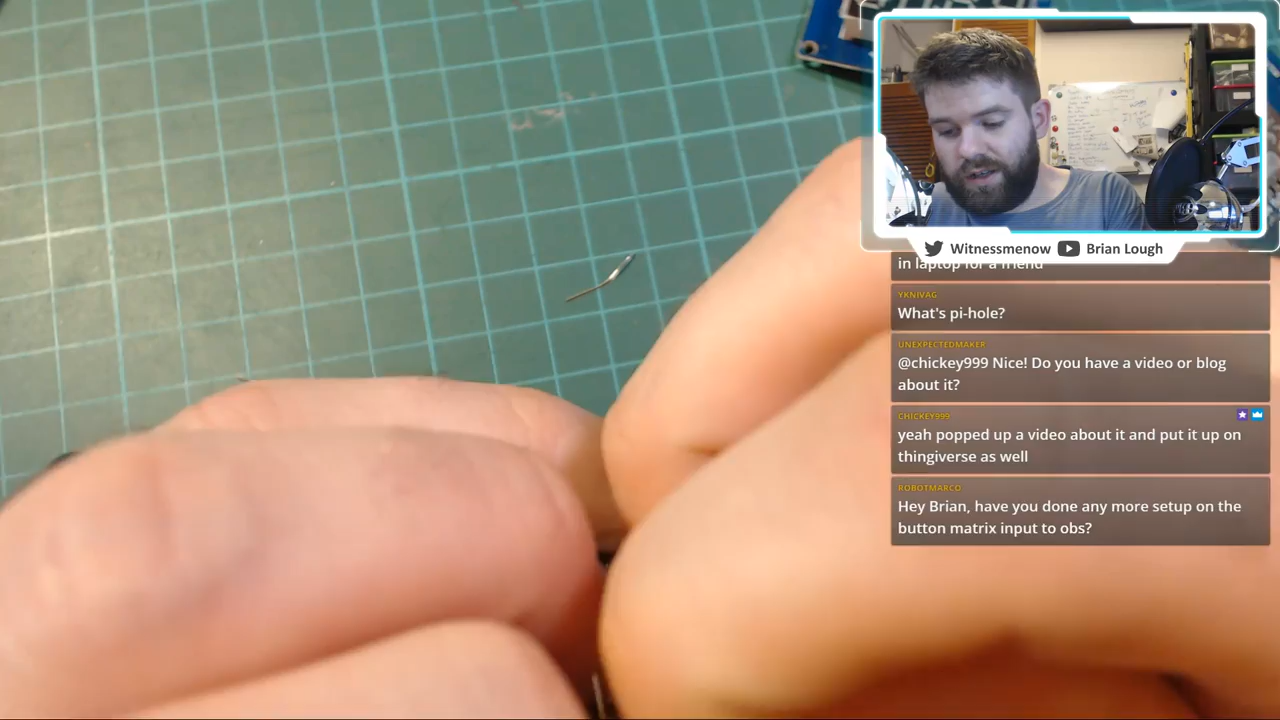 Witnessmenow Brian Lough
in laptop for a friend
YKNIVAG
What's pi-hole?
UNEXPECTEDMAKER
@chickey999 Nice! Do you have a video or blog
about it?
CHICKEY999
yeah popped up a video about it and put it up on
thingiverse as well
ROBOTMARCO
Hey Brian, have you done any more setup on the
button matrix input to obs?